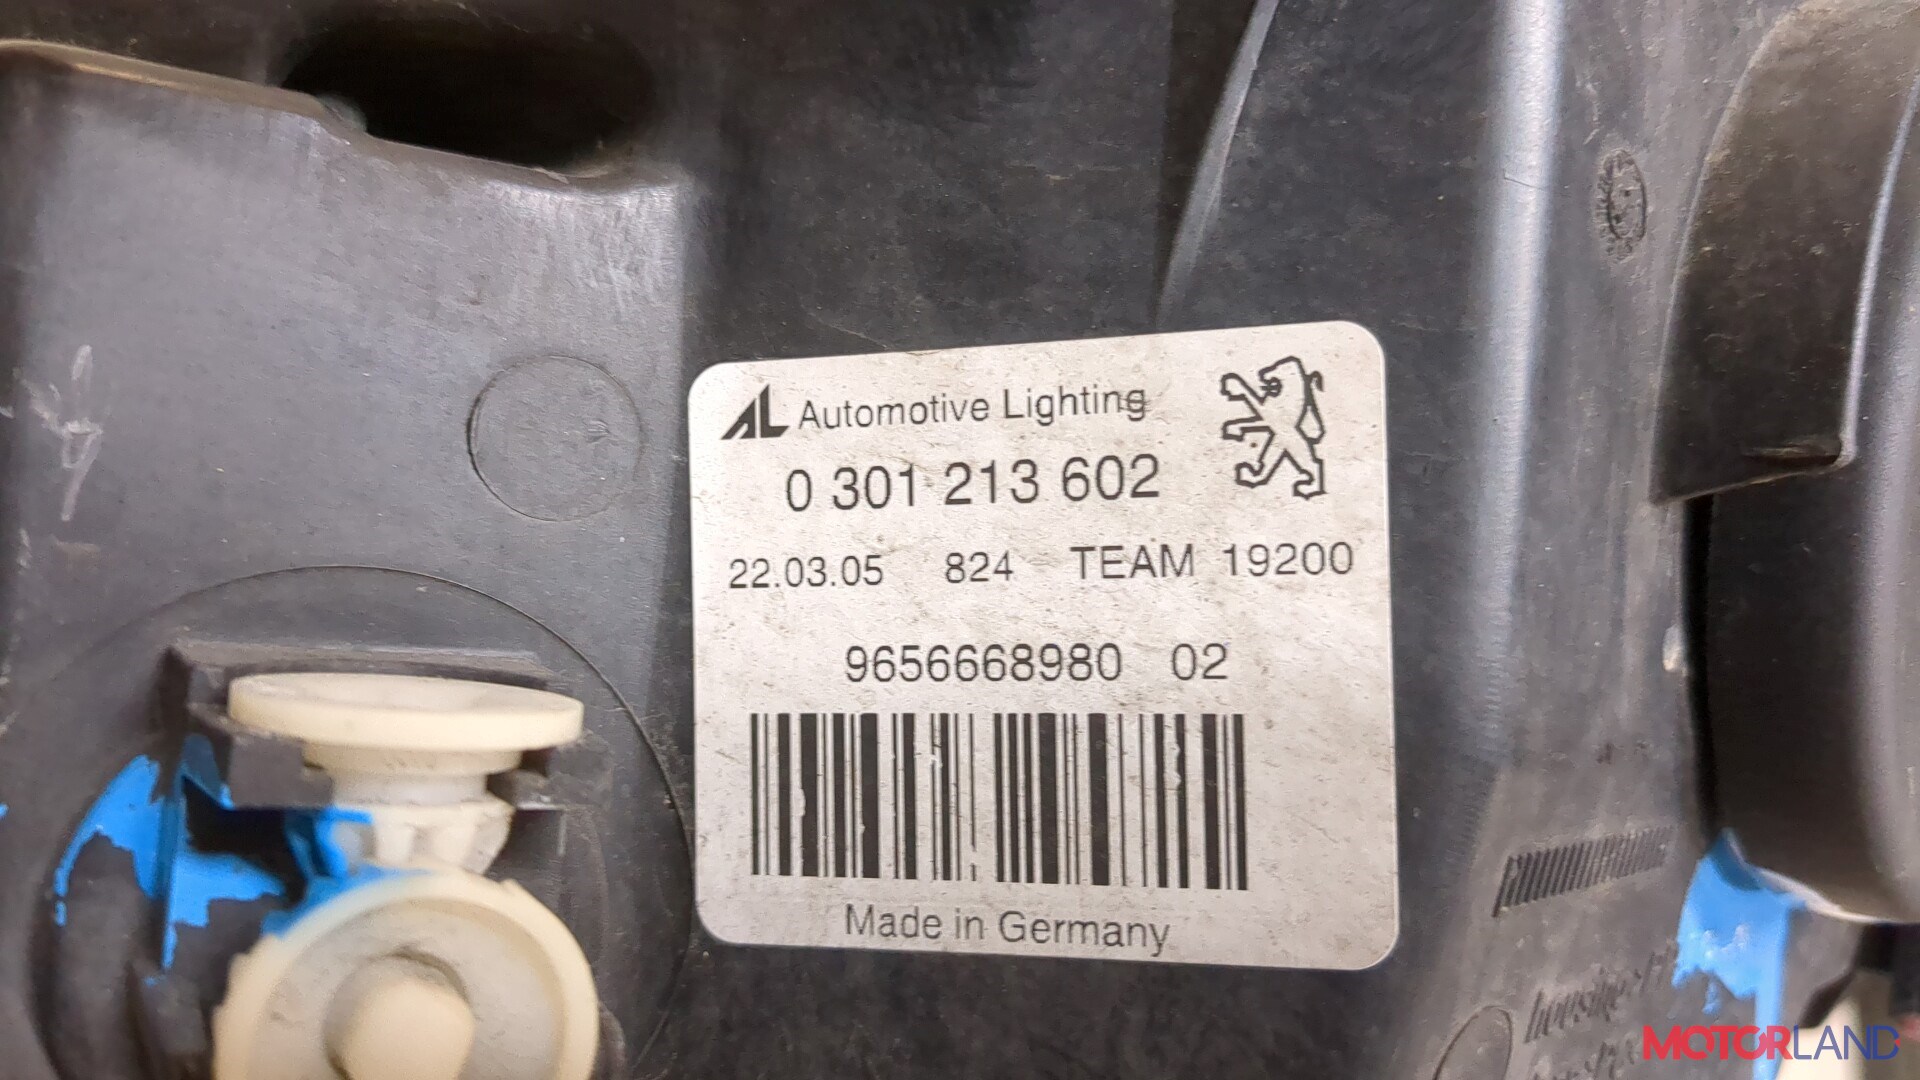 AL Automotive Lighting
0 301 213 602
22.03.05 824 TEAM 19200
9656668980 02
Made in Germany
MOTORLAND